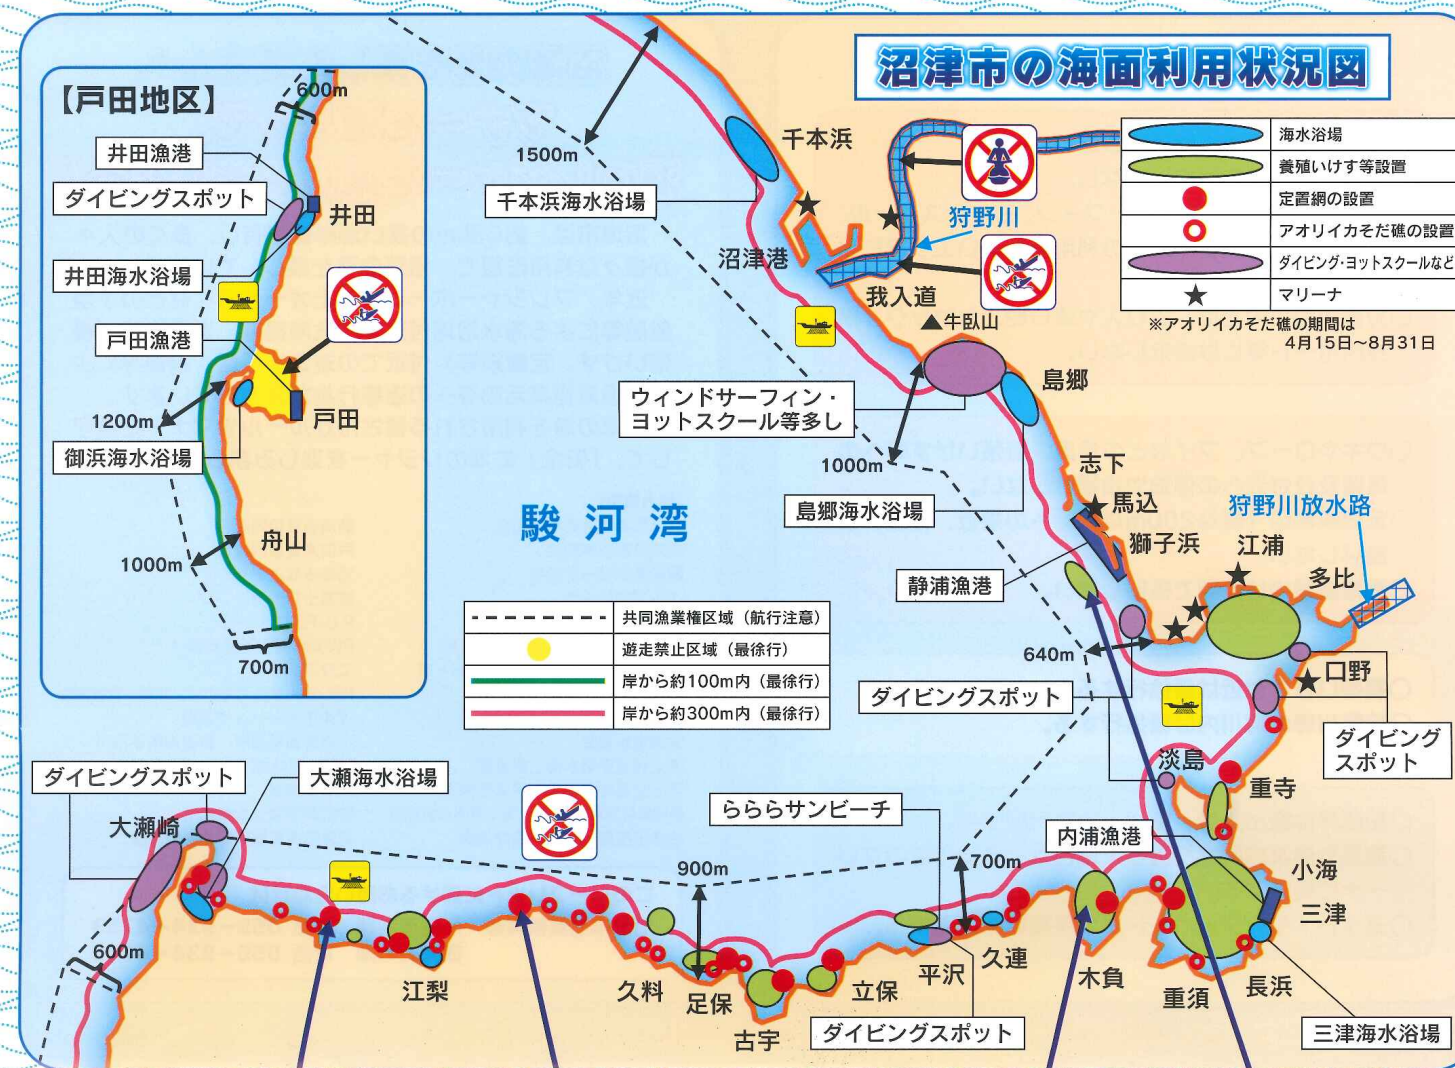 沼津市の海面利用状況図
【戸田地区】
600m
井田漁港
ダイビングスポット
井田
井田海水浴場
戸田漁港
1200m
戸田
御浜海水浴場
舟山
1000m
700m
1500m
千本浜
千本浜海水浴場
狩野川
沼津港
我入道
▲牛臥山
島郷
ウィンドサーフィン・
ヨットスクール等多し
1000m
島郷海水浴場
志下
馬込
獅子浜
静浦漁港
狩野川放水路
江浦
多比
640m
口野
ダイビングスポット
ダイビング
スポット
淡島
重寺
駿河湾
海水浴場
養殖いけす等設置
定置網の設置
アオリイカそだ礁の設置
ダイビング・ヨットスクールなど
★ マリーナ
※アオリイカそだ礁の期間は
4月15日〜8月31日
共同漁業権区域（航行注意）
遊走禁止区域（最徐行）
岸から約100m内（最徐行）
岸から約300m内（最徐行）
ダイビングスポット
大瀬海水浴場
大瀬崎
600m
江梨
久料
900m
足保
古宇
立保
らららサンビーチ
平沢
700m
久連
ダイビングスポット
内浦漁港
木負
重須
長浜
小海
三津
三津海水浴場